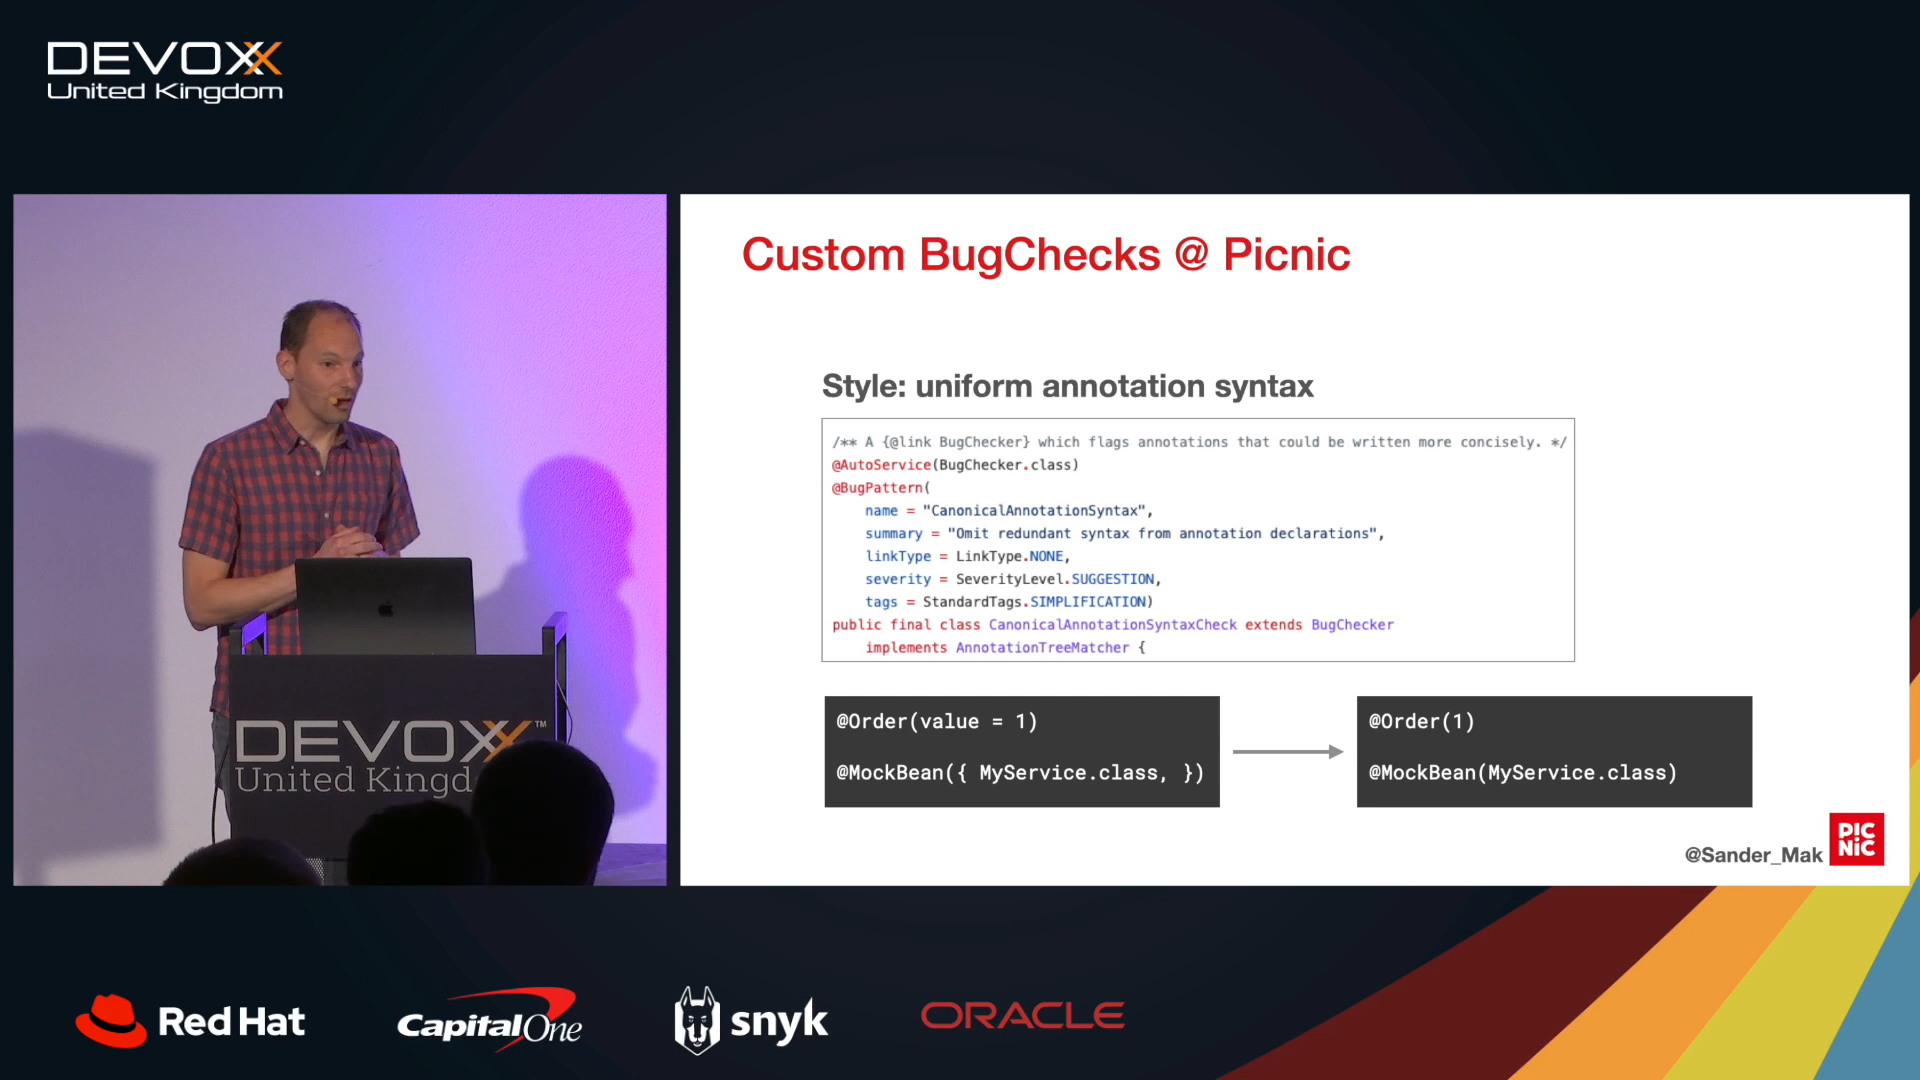 DEVOXX
United Kingdom
Custom BugChecks @ Picnic
Style: uniform annotation syntax
/** A {@link BugChecker} which flags annotations that could be written more concisely. */
@AutoService(BugChecker.class)
@BugPattern(
name = "CanonicalAnnotationSyntax",
summary = "Omit redundant syntax from annotation declarations",
linkType = LinkType.NONE,
severity = SeverityLevel.SUGGESTION,
tags = StandardTags.SIMPLIFICATION)
public final class CanonicalAnnotationSyntaxCheck extends BugChecker
implements AnnotationTreeMatcher {
@Order(value = 1)
@MockBean({ MyService.class, })
@Order(1)
@MockBean(MyService.class)
@Sander_Mak
PIC
NIC
DEVOXX™
United Kingd
Red Hat
Capital One
snyk
ORACLE